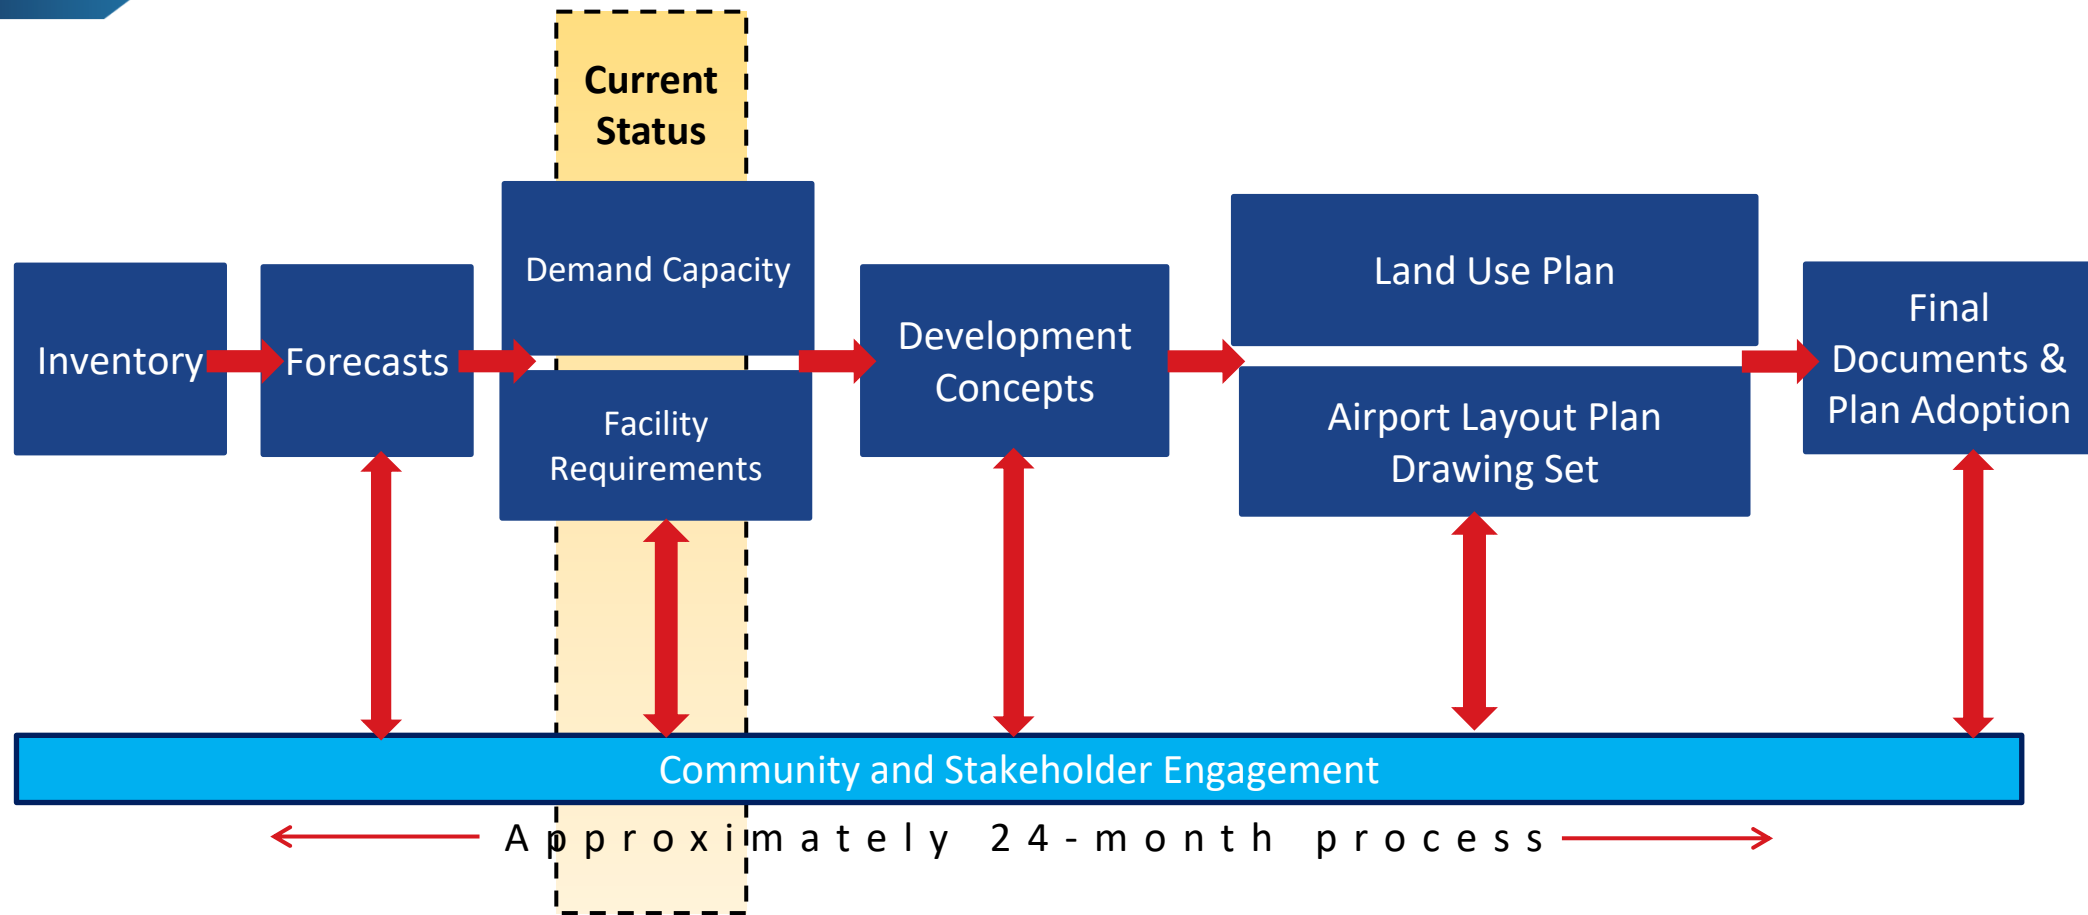 Current
Status
Inventory
Forecasts
Demand Capacity
Facility
Requirements
Development
Concepts
Land Use Plan
Airport Layout Plan
Drawing Set
Final
Documents &
Plan Adoption
Community and Stakeholder Engagement
Approximately 24-month process